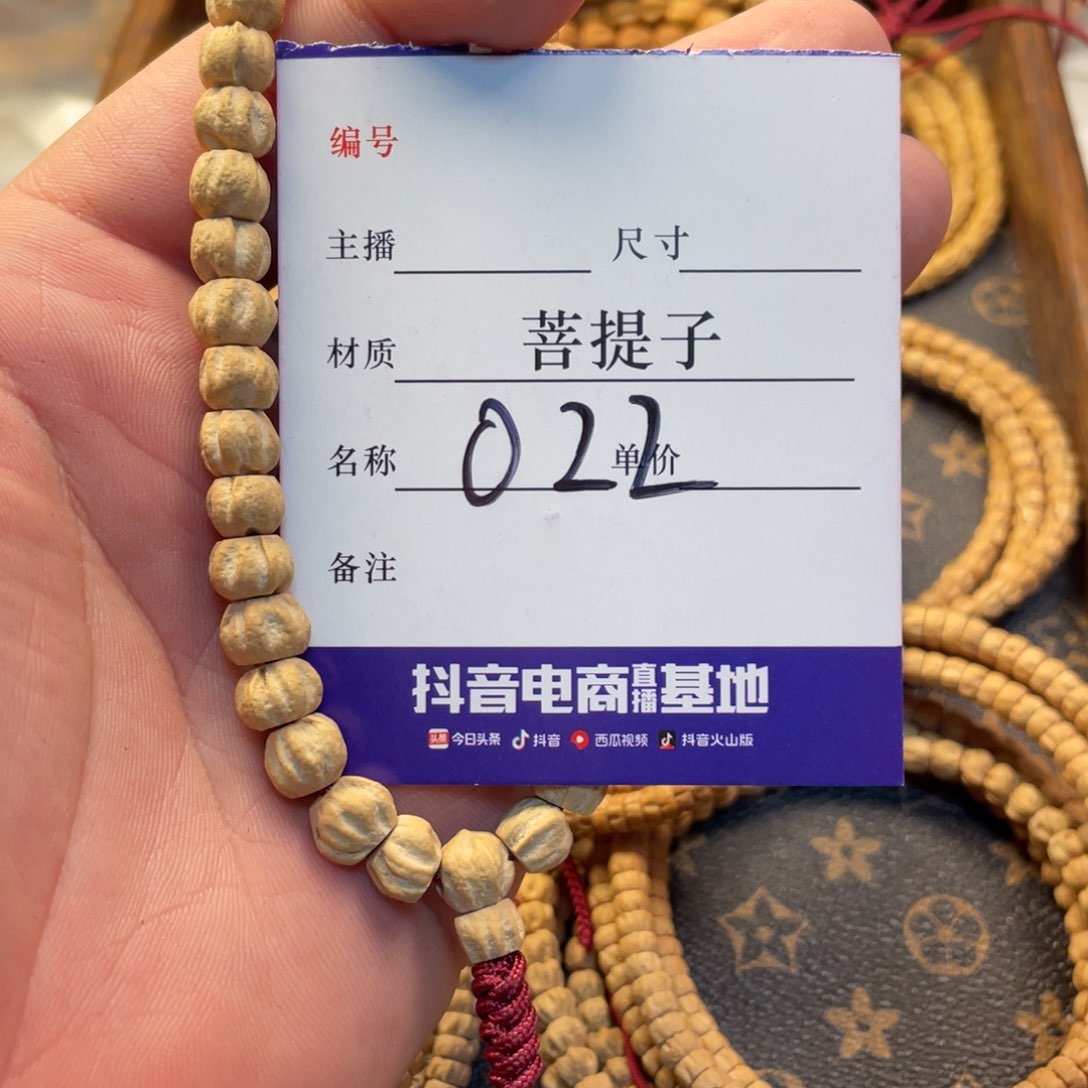 编号
主播 尺寸
材质 菩提子
名称 022 单价
备注
抖音电商直播基地
头条 今日头条 抖音 西瓜视频 抖音火山版